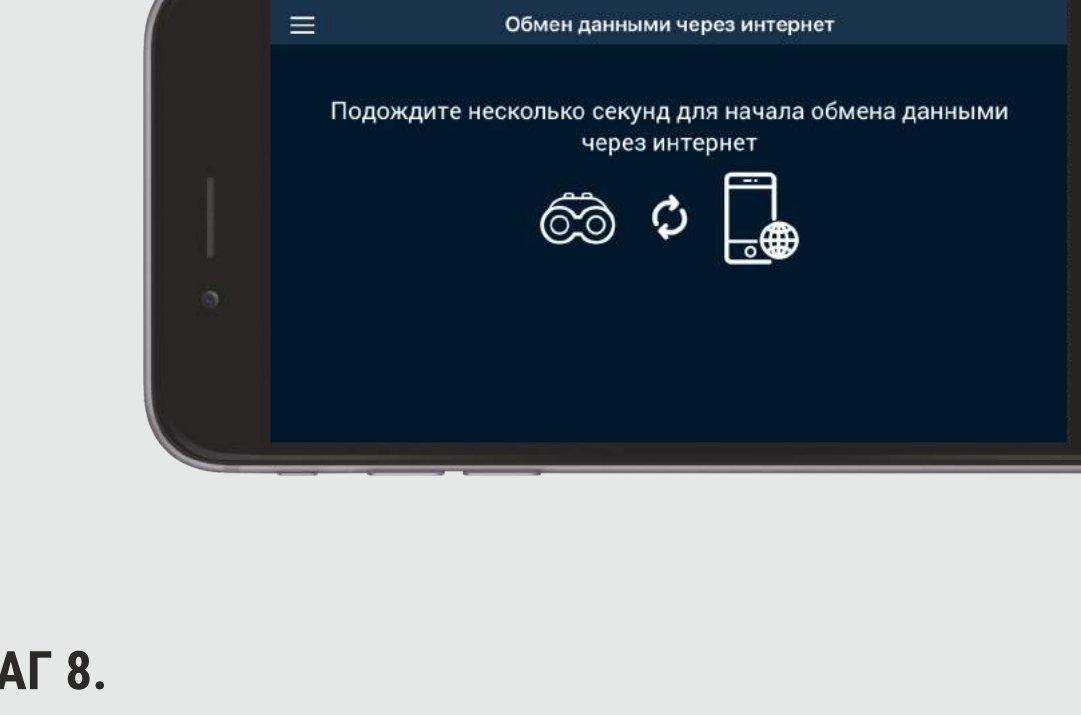 Обмен данными через интернет
Подождите несколько секунд для начала обмена данными
через интернет
АГ 8.